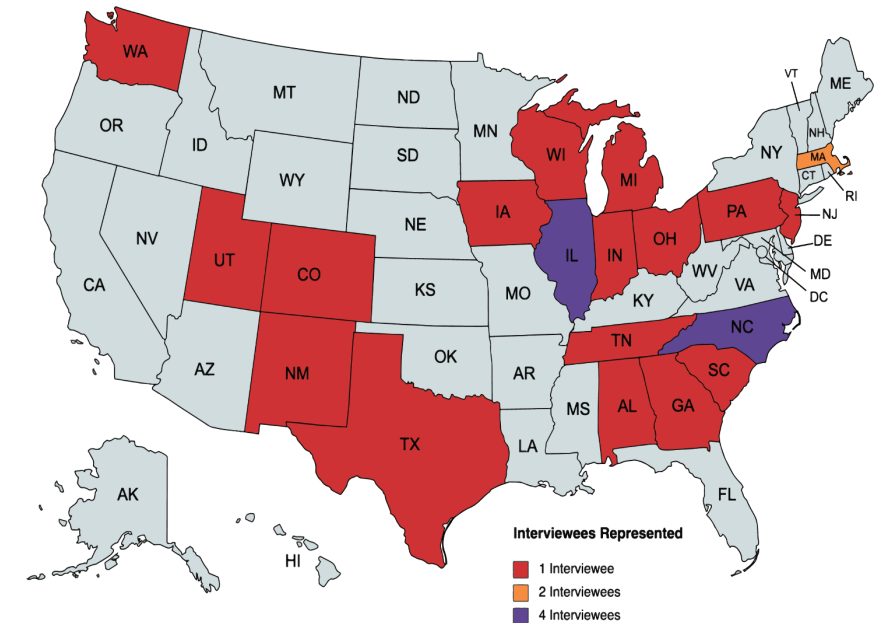 WA
MT
ND
MN
VT
ME
OR
ID
SD
WI
MI
NY
NH
MA
CT
RI
WY
IA
PA
NJ
NE
NV
UT
CO
IL
IN
OH
DE
MD
DC
WV
VA
CA
KS
MO
KY
NC
TN
AZ
NM
OK
AR
SC
MS
AL
GA
TX
LA
FL
AK
HI
Interviewees Represented
1 Interviewee
2 Interviewees
4 Interviewees